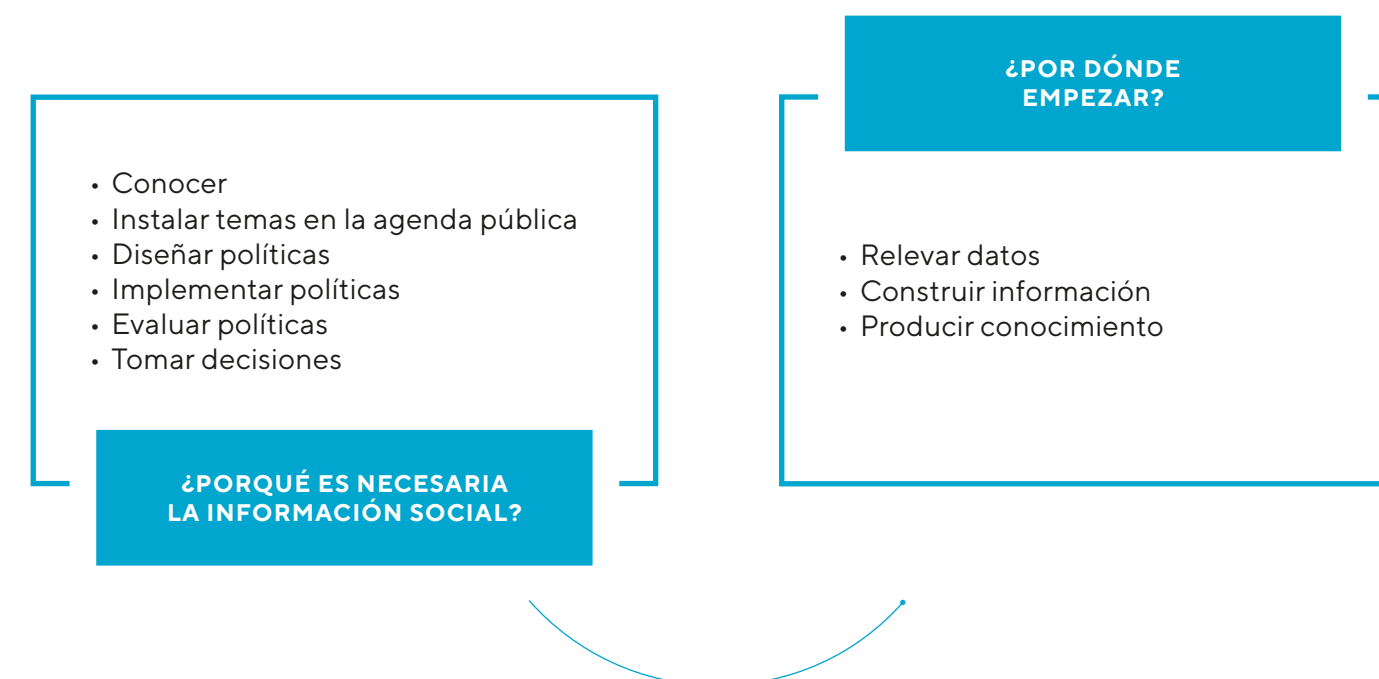 • Conocer
• Instalar temas en la agenda pública
• Diseñar políticas
• Implementar políticas
• Evaluar políticas
• Tomar decisiones
¿PORQUÉ ES NECESARIA
LA INFORMACIÓN SOCIAL?
¿POR DÓNDE
EMPEZAR?
• Relevar datos
• Construir información
• Producir conocimiento